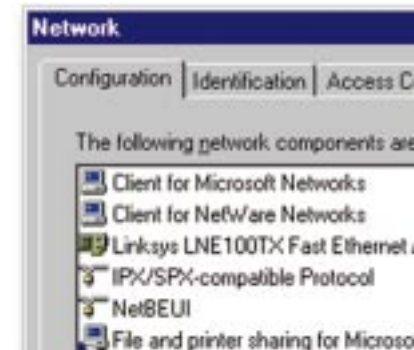 Network
Configuration Identification Access C
The following network components are
Client for Microsoft Networks
Client for NetWare Networks
Linksys LNE100TX Fast Ethernet A
IPX/SPX-compatible Protocol
NetBEUI
File and printer sharing for Microso